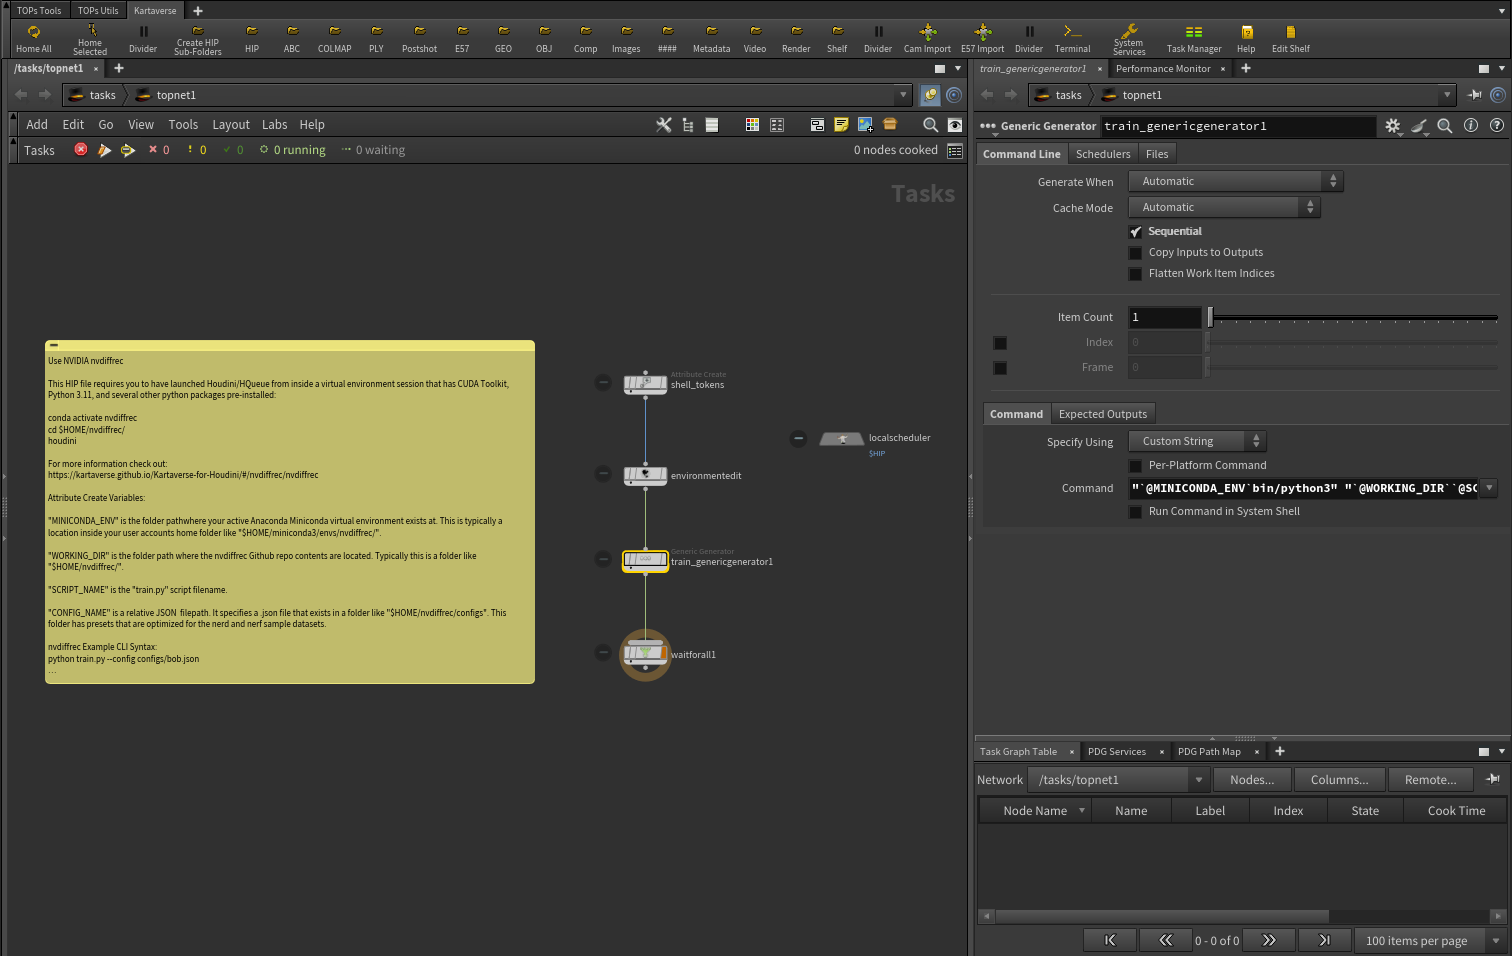 TOPs Tools TOPs Utils Kartaverse
Home All
Home Selected
Divider
Create HIP Sub-Folders
HIP
ABC
COLMAP
PLY
Postshot
E57
GEO
OBJ
Comp
Images
####
Metadata
Video
Render
Shelf
Divider
Cam Import
E57 Import
Divider
Terminal
System Services
Task Manager
Help
Edit Shelf
/tasks/topnet1
tasks topnet1
Add Edit Go View Tools Layout Labs Help
Tasks 0 0 0 0 running 0 waiting 0 nodes cooked
Tasks
Use NVIDIA nvdiffrec
This HIP file requires you to have launched Houdini/HQueue from inside a virtual environment session that has CUDA Toolkit,
Python 3.11, and several other python packages pre-installed:
conda activate nvdiffrec
cd $HOME/nvdiffrec/
houdini
For more information check out:
https://kartaverse.github.io/Kartaverse-for-Houdini/#/nvdiffrec/nvdiffrec
Attribute Create Variables:
"MINICONDA_ENV" is the folder pathwhere your active Anaconda Miniconda virtual environment exists at. This is typically a
location inside your user accounts home folder like "$HOME/miniconda3/envs/nvdiffrec/".
"WORKING_DIR" is the folder path where the nvdiffrec Github repo contents are located. Typically this is a folder like
"$HOME/nvdiffrec/".
"SCRIPT_NAME" is the "train.py" script filename.
"CONFIG_NAME" is a relative JSON  filepath. It specifies a .json file that exists in a folder like "$HOME/nvdiffrec/configs". This
folder has presets that are optimized for the nerd and nerf sample datasets.
nvdiffrec Example CLI Syntax:
python train.py --config configs/bob.json
...
Attribute Create
shell_tokens
localscheduler
$HIP
environmentedit
Generic Generator
train_genericgenerator1
waitforall1
train_genericgenerator1 Performance Monitor
tasks topnet1
Generic Generator train_genericgenerator1
Command Line Schedulers Files
Generate When Automatic
Cache Mode Automatic
Sequential
Copy Inputs to Outputs
Flatten Work Item Indices
Item Count 1
Index 0
Frame 0
Command Expected Outputs
Specify Using Custom String
Per-Platform Command
Command "`@MINICONDA_ENV`bin/python3" "`@WORKING_DIR``@SC
Run Command in System Shell
Task Graph Table PDG Services PDG Path Map
Network /tasks/topnet1 Nodes... Columns... Remote...
Node Name Name Label Index State Cook Time
0 - 0 of 0 100 items per page